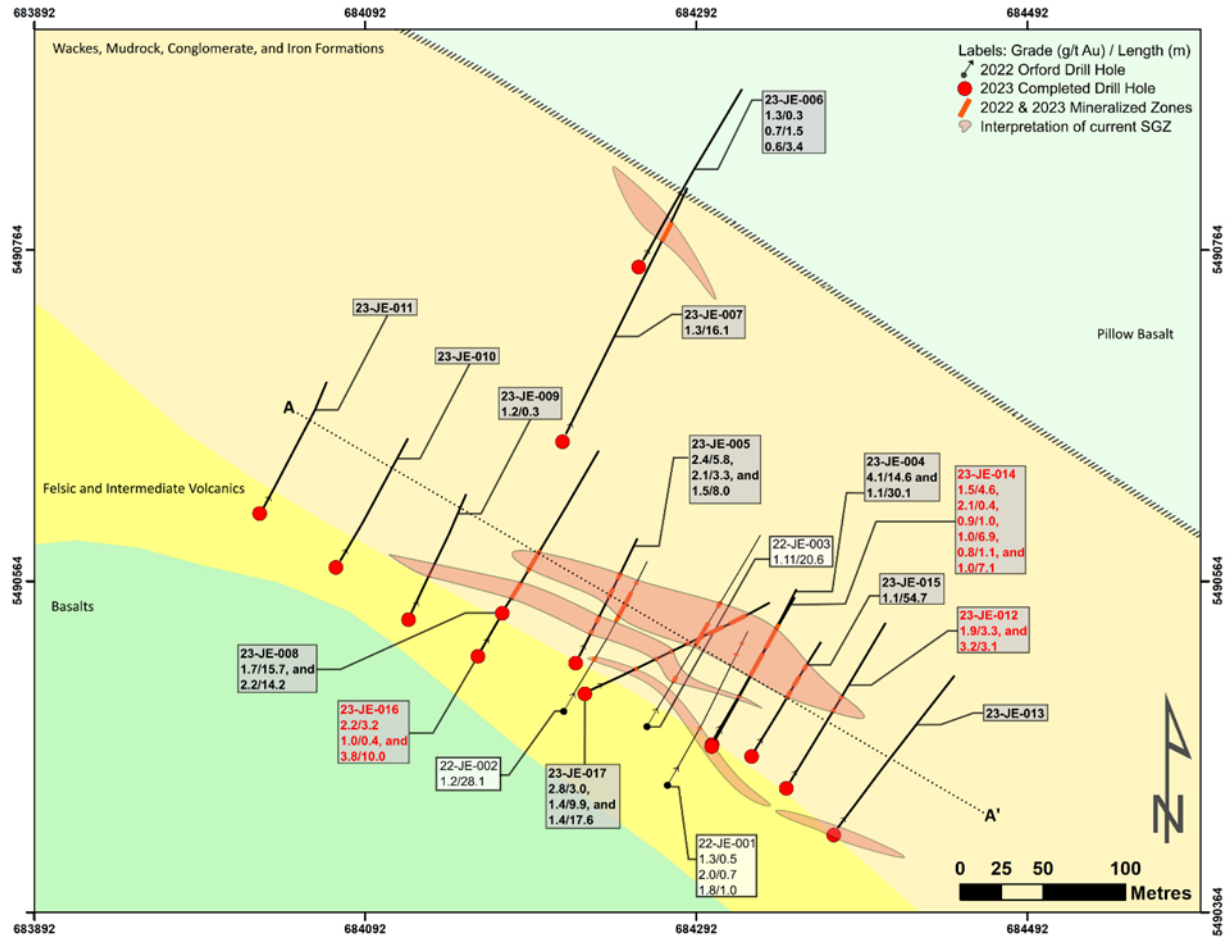 683892
684092
684292
684492
Wackes, Mudrock, Conglomerate, and Iron Formations
Labels: Grade (g/t Au) / Length (m)
2022 Orford Drill Hole
2023 Completed Drill Hole
2022 & 2023 Mineralized Zones
Interpretation of current SGZ
23-JE-006
1.3/0.3
0.7/1.5
0.6/3.4
5490764
5490764
23-JE-007
1.3/16.1
Pillow Basalt
23-JE-011
23-JE-010
23-JE-009
1.2/0.3
A
23-JE-005
2.4/5.8,
2.1/3.3, and
1.5/8.0
23-JE-004
4.1/14.6 and
1.1/30.1
23-JE-014
1.5/4.6,
2.1/0.4,
0.9/1.0,
1.0/6.9,
0.8/1.1, and
1.0/7.1
Felsic and Intermediate Volcanics
22-JE-003
1.11/20.6
5490564
5490564
23-JE-015
1.1/54.7
Basalts
23-JE-012
1.9/3.3, and
3.2/3.1
23-JE-008
1.7/15.7, and
2.2/14.2
23-JE-016
2.2/3.2
1.0/0.4, and
3.8/10.0
23-JE-013
22-JE-002
1.2/28.1
23-JE-017
2.8/3.0,
1.4/9.9, and
1.4/17.6
A'
N
22-JE-001
1.3/0.5
2.0/0.7
1.8/1.0
0 25 50 100
Metres
5490364
683892
684092
684292
684492